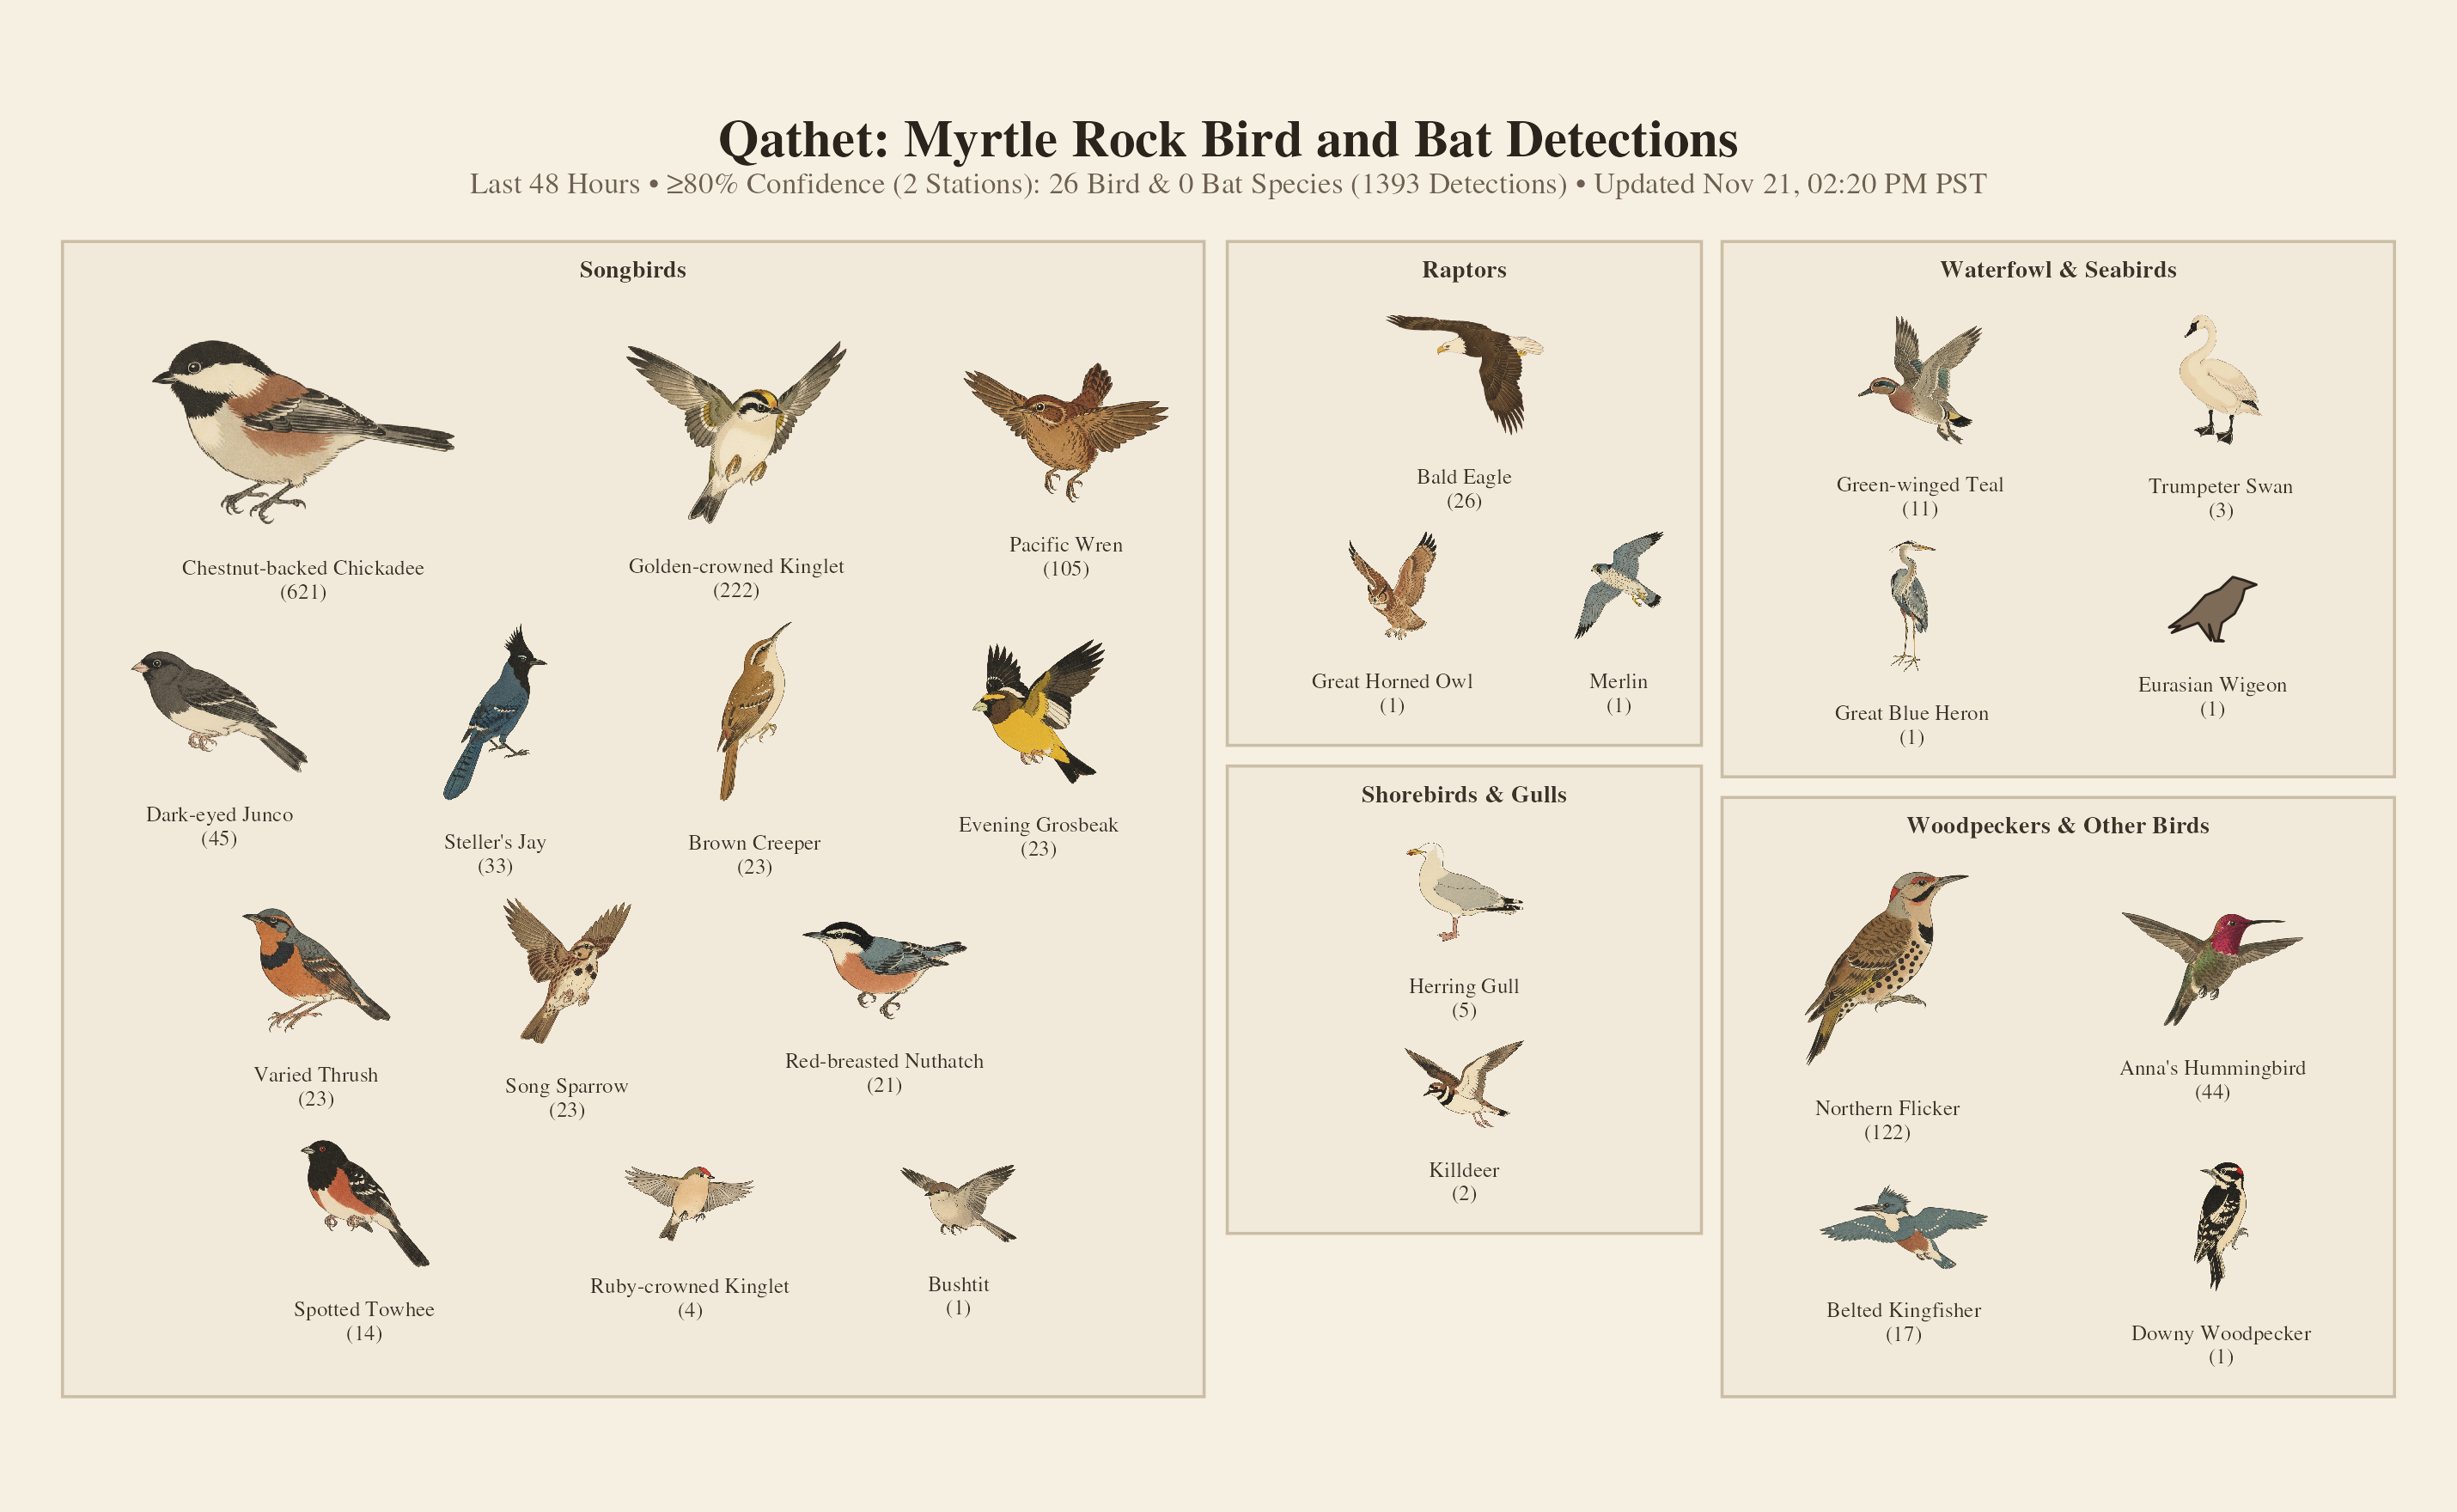 Qathet: Myrtle Rock Bird and Bat Detections
Last 48 Hours • ≥80% Confidence (2 Stations): 26 Bird & 0 Bat Species (1393 Detections) • Updated Nov 21, 02:20 PM PST
Songbirds
Chestnut-backed Chickadee
(621)
Golden-crowned Kinglet
(222)
Pacific Wren
(105)
Dark-eyed Junco
(45)
Steller's Jay
(33)
Brown Creeper
(23)
Evening Grosbeak
(23)
Varied Thrush
(23)
Song Sparrow
(23)
Red-breasted Nuthatch
(21)
Spotted Towhee
(14)
Ruby-crowned Kinglet
(4)
Bushtit
(1)
Raptors
Bald Eagle
(26)
Great Horned Owl
(1)
Merlin
(1)
Shorebirds & Gulls
Herring Gull
(5)
Killdeer
(2)
Waterfowl & Seabirds
Green-winged Teal
(11)
Trumpeter Swan
(3)
Great Blue Heron
(1)
Eurasian Wigeon
(1)
Woodpeckers & Other Birds
Northern Flicker
(122)
Anna's Hummingbird
(44)
Belted Kingfisher
(17)
Downy Woodpecker
(1)